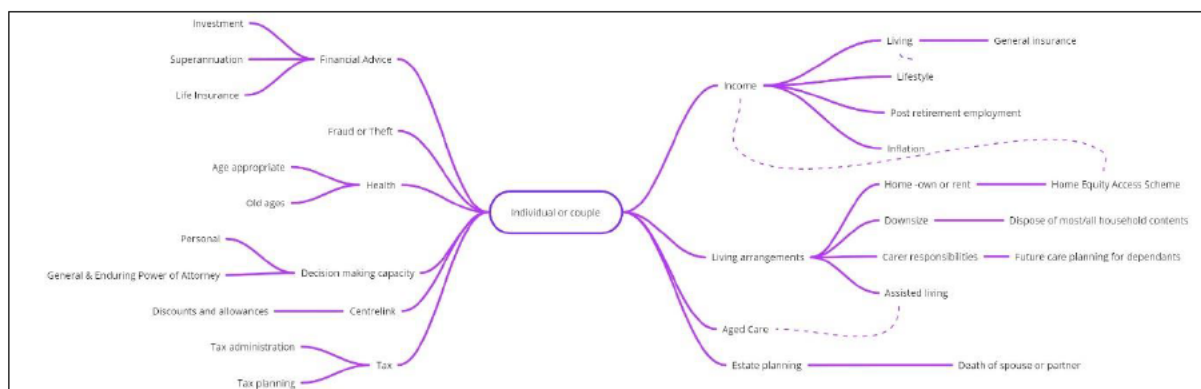 Investment
Superannuation
Life Insurance
Financial Advice
Fraud or Theft
Age appropriate
Old ages
Health
Personal
General & Enduring Power of Attorney
Decision making capacity
Discounts and allowances
Centrelink
Tax administration
Tax planning
Tax
Individual or couple
Income
Living
General insurance
Lifestyle
Post retirement employment
Inflation
Living arrangements
Home -own or rent
Home Equity Access Scheme
Downsize
Dispose of most/all household contents
Carer responsibilities
Future care planning for dependants
Assisted living
Aged Care
Estate planning
Death of spouse or partner